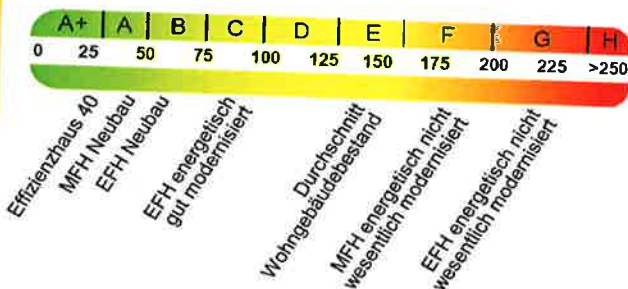 A+ A B C D E F G H
0 25 50 75 100 125 150 175 200 225 >250
Effizienzhaus 40
MFH Neubau
EFH Neubau
EFH energetisch
gut modernisiert
Durchschnitt
Wohngebäudebestand
MFH energetisch nicht
wesentlich modernisiert
EFH energetisch nicht
wesentlich modernisiert